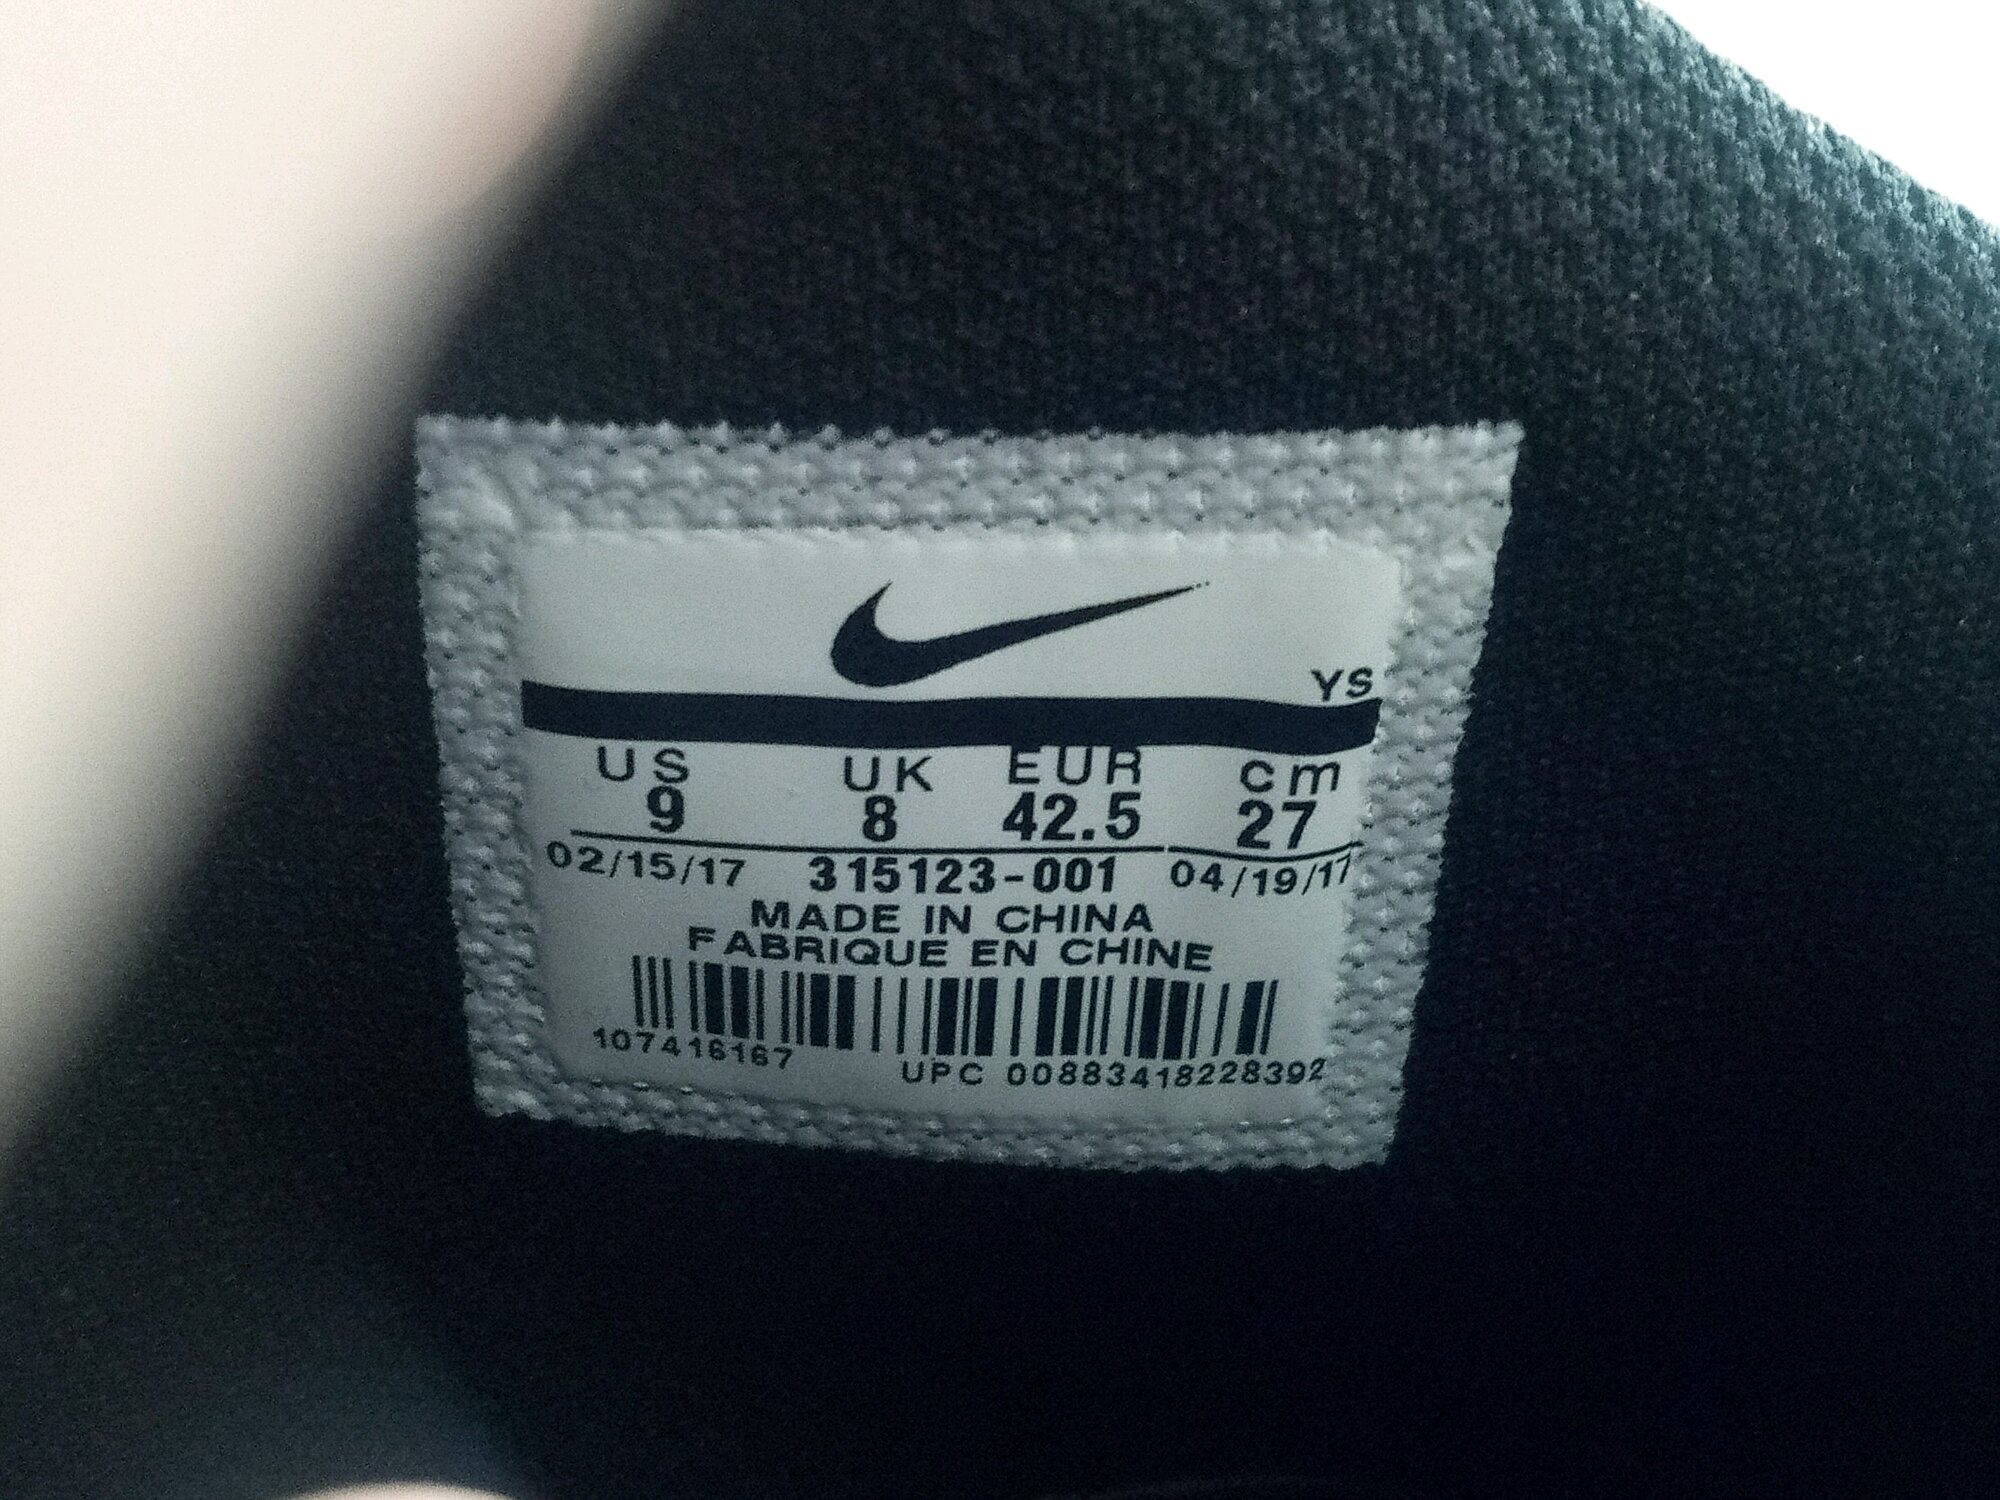 YS
US UK EUR cm
9 8 42.5 27
02/15/17 315123-001 04/19/17
MADE IN CHINA
FABRIQUE EN CHINE
107416167
UPC 00883418228392